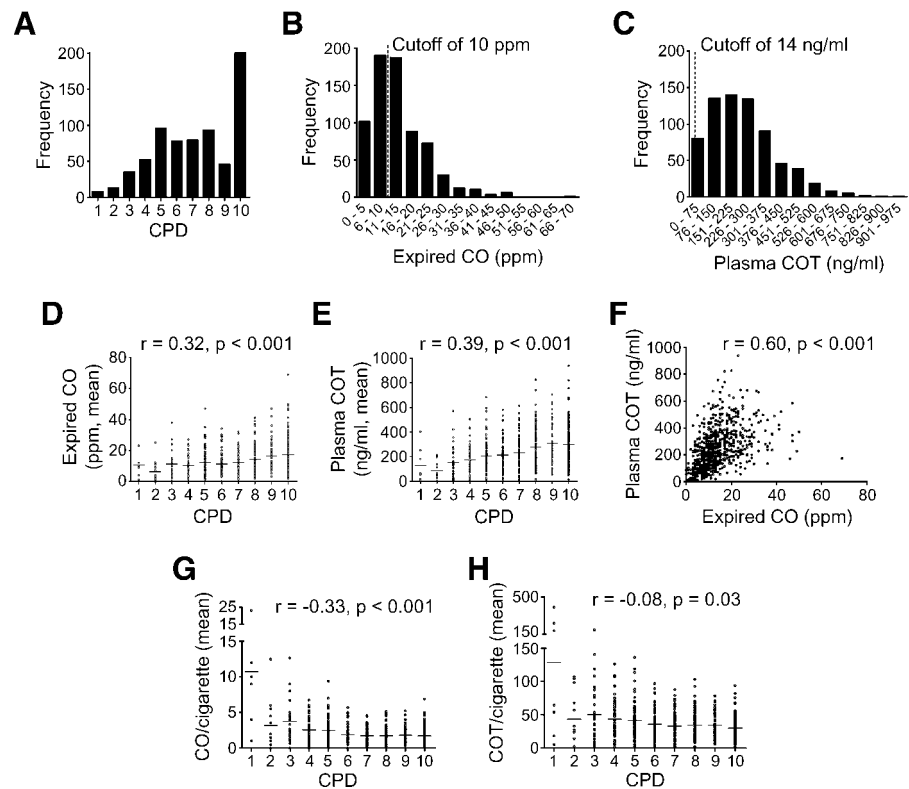 A
B
C
Cutoff of 10 ppm
Cutoff of 14 ng/ml
Frequency
200
150
100
50
0
1 2 3 4 5 6 7 8 9 10
CPD
Frequency
200
150
100
50
0
0 - 5
6 - 10
11 - 15
16 - 20
21 - 25
26 - 30
31 - 35
36 - 40
41 - 45
46 - 50
51 - 55
56 - 60
61 - 65
66 - 70
Expired CO (ppm)
Frequency
200
150
100
50
0
0 - 75
76 - 150
151 - 225
226 - 300
301 - 375
376 - 450
451 - 525
526 - 600
601 - 675
676 - 750
751 - 825
826 - 900
901 - 975
Plasma COT (ng/ml)
D
r = 0.32, p < 0.001
Expired CO
(ppm, mean)
80
60
40
20
0
1 2 3 4 5 6 7 8 9 10
CPD
E
r = 0.39, p < 0.001
Plasma COT
(ng/ml, mean)
1000
800
600
400
200
0
1 2 3 4 5 6 7 8 9 10
CPD
F
r = 0.60, p < 0.001
Plasma COT (ng/ml)
1000
800
600
400
200
0
0 20 40 60 80
Expired CO (ppm)
G
r = -0.33, p < 0.001
CO/cigarette (mean)
25
15
15
10
5
0
1 2 3 4 5 6 7 8 9 10
CPD
H
r = -0.08, p = 0.03
COT/cigarette (mean)
500
150
150
100
50
0
1 2 3 4 5 6 7 8 9 10
CPD